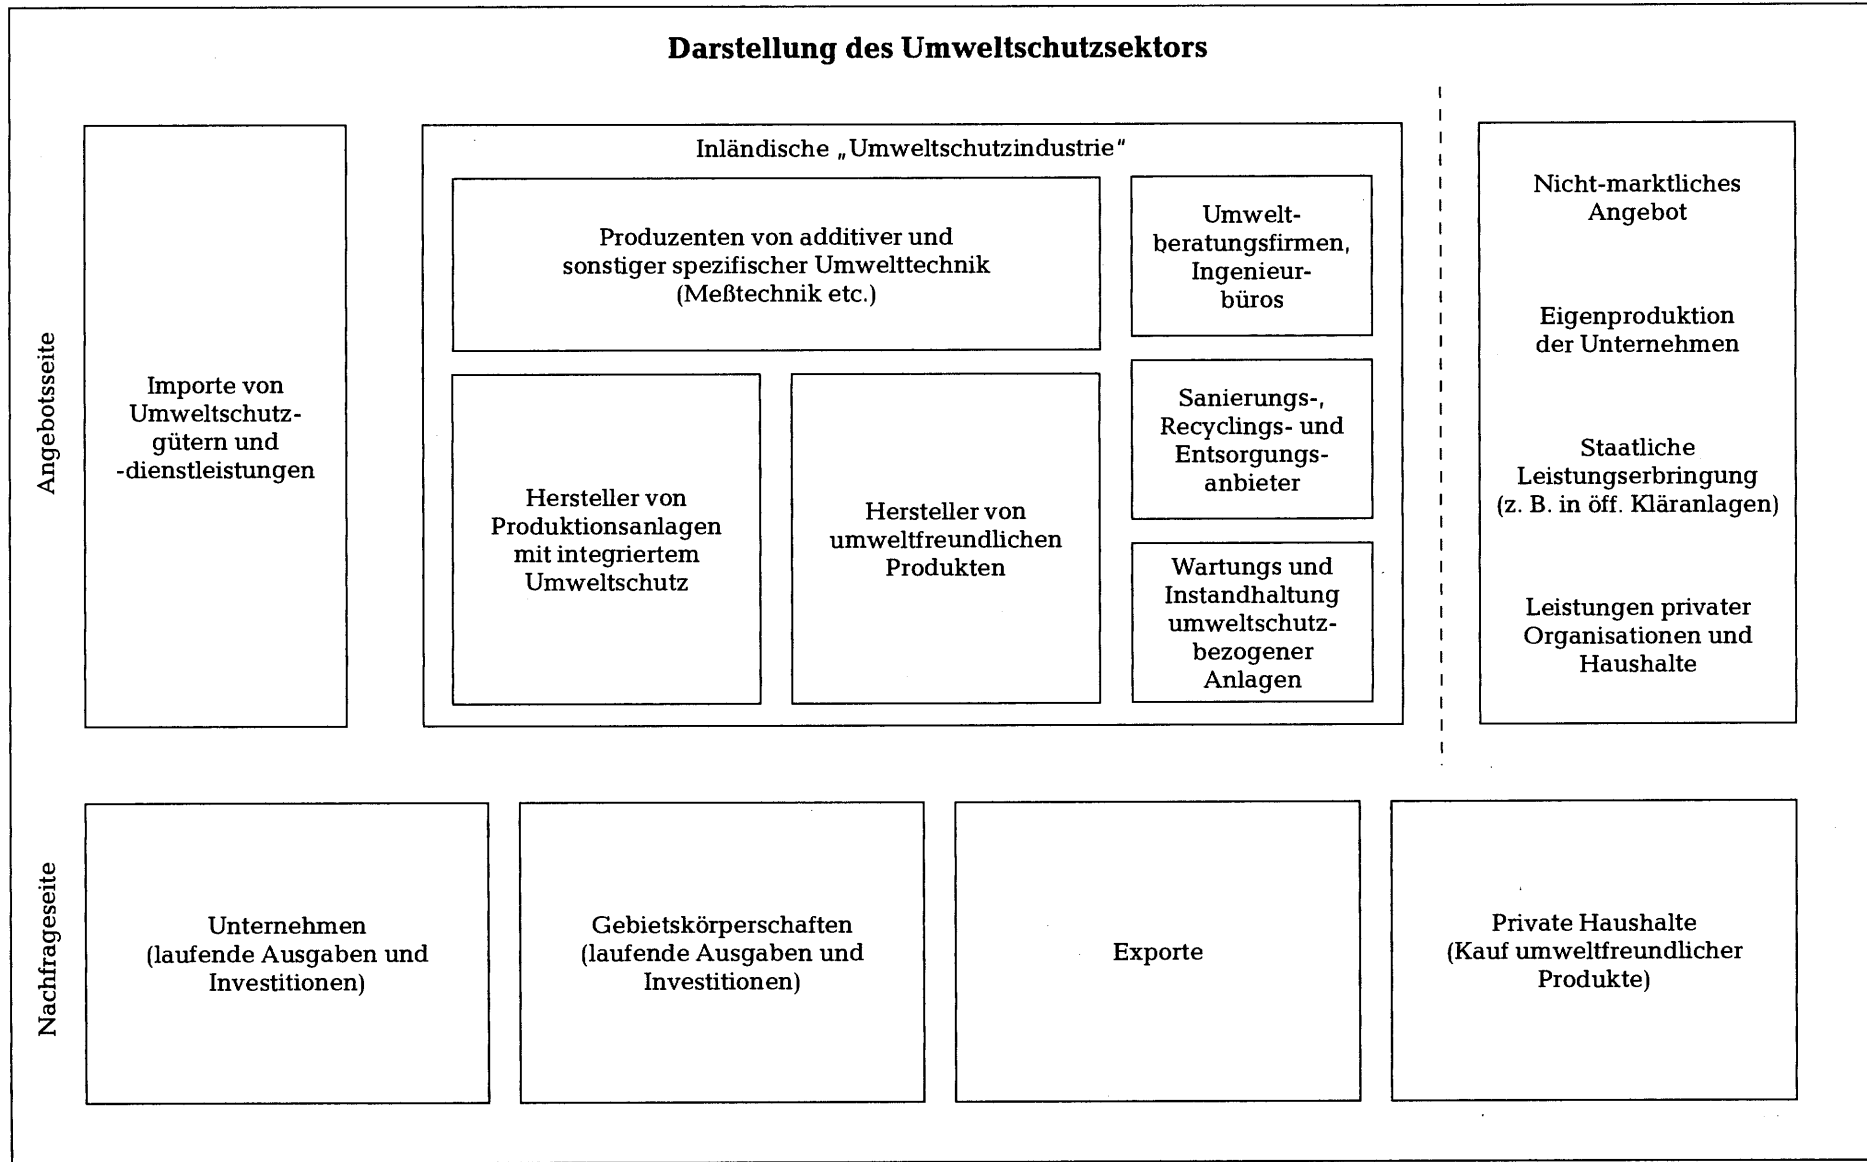 Darstellung des Umweltschutzsektors
Angebotsseite
Importe von
Umweltschutz-
gütern und
-dienstleistungen
Inländische „Umweltschutzindustrie"
Produzenten von additiver und
sonstiger spezifischer Umwelttechnik
(Meßtechnik etc.)
Hersteller von
Produktionsanlagen
mit integriertem
Umweltschutz
Hersteller von
umweltfreundlichen
Produkten
Umwelt-
beratungsfirmen,
Ingenieur-
büros
Sanierungs-,
Recyclings- und
Entsorgungs-
anbieter
Wartungs und
Instandhaltung
umweltschutz-
bezogener
Anlagen
Nicht-marktliches
Angebot
Eigenproduktion
der Unternehmen
Staatliche
Leistungserbringung
(z. B. in öff. Kläranlagen)
Leistungen privater
Organisationen und
Haushalte
Nachfrageseite
Unternehmen
(laufende Ausgaben und
Investitionen)
Gebietskörperschaften
(laufende Ausgaben und
Investitionen)
Exporte
Private Haushalte
(Kauf umweltfreundlicher
Produkte)